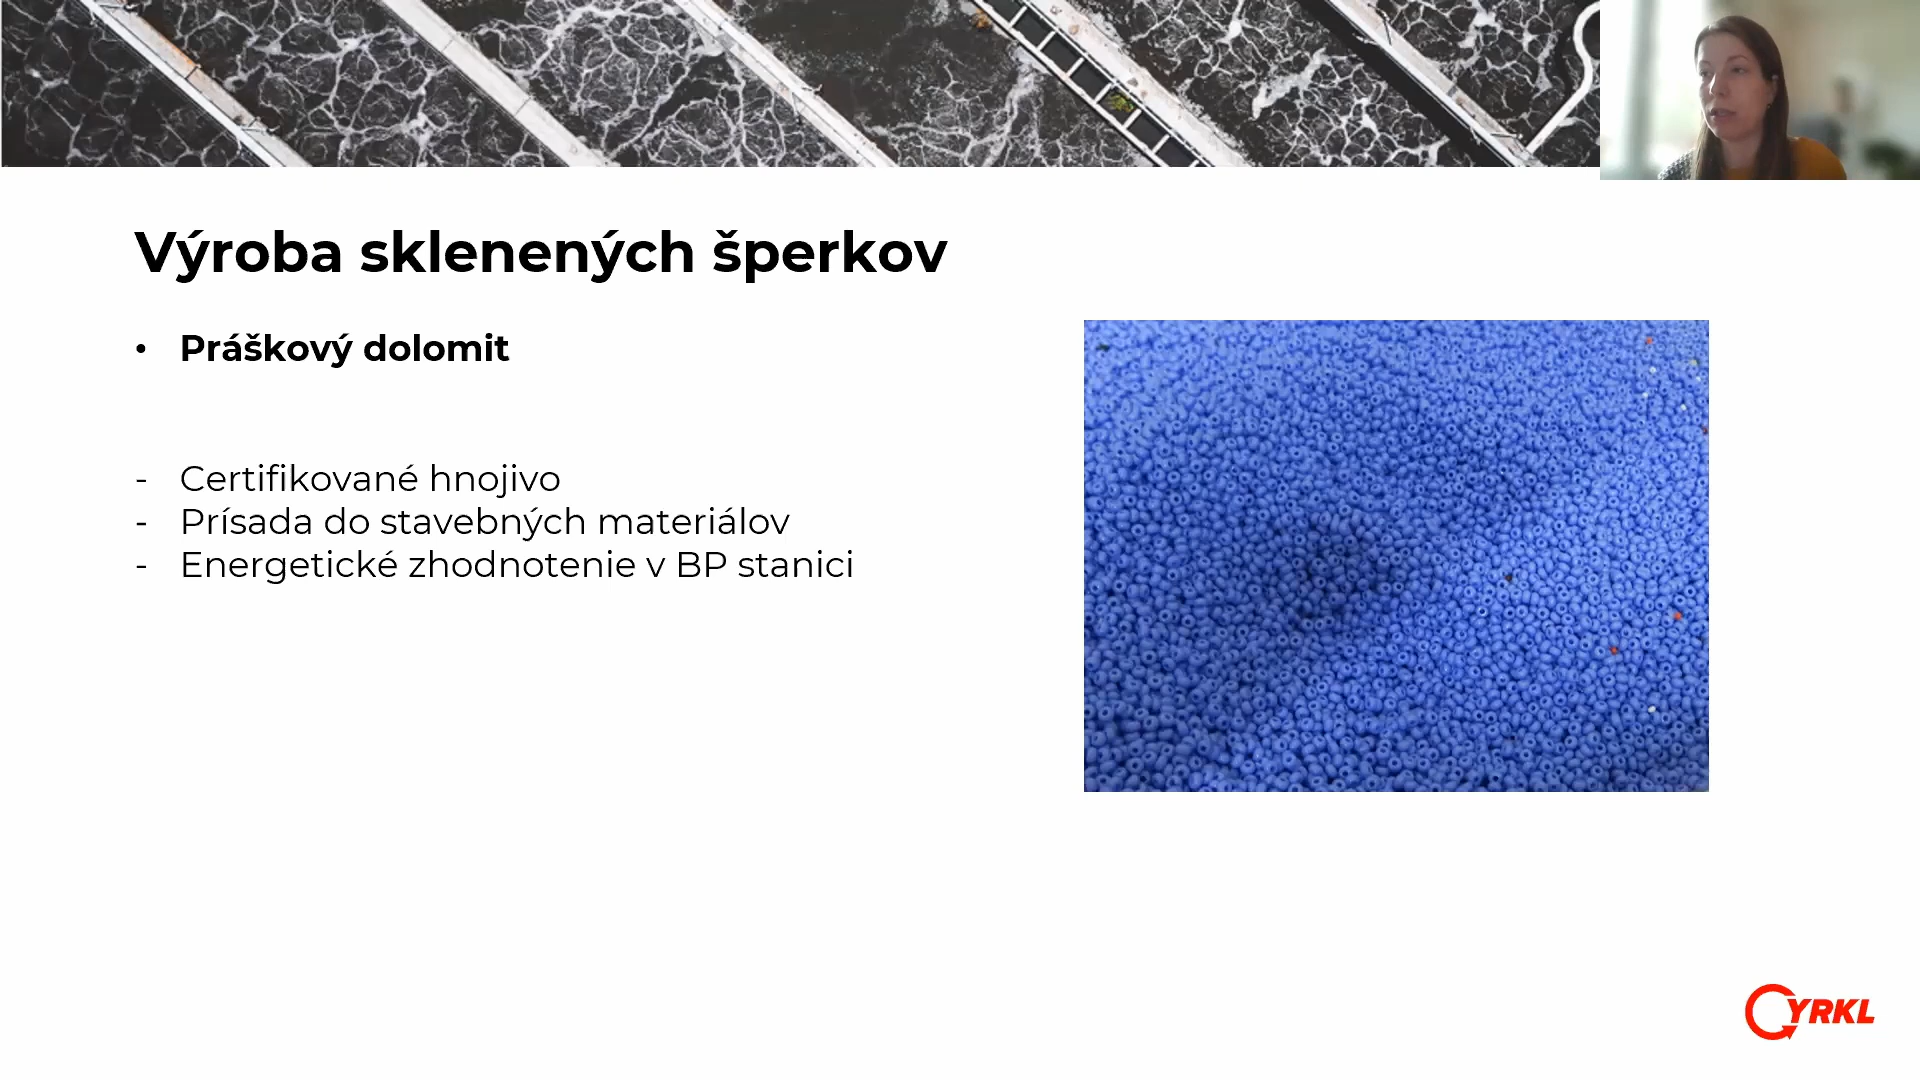 Výroba sklenených šperkov
• Práškový dolomit
- Certifikované hnojivo
- Prísada do stavebných materiálov
- Energetické zhodnotenie v BP stanici
CYRKL